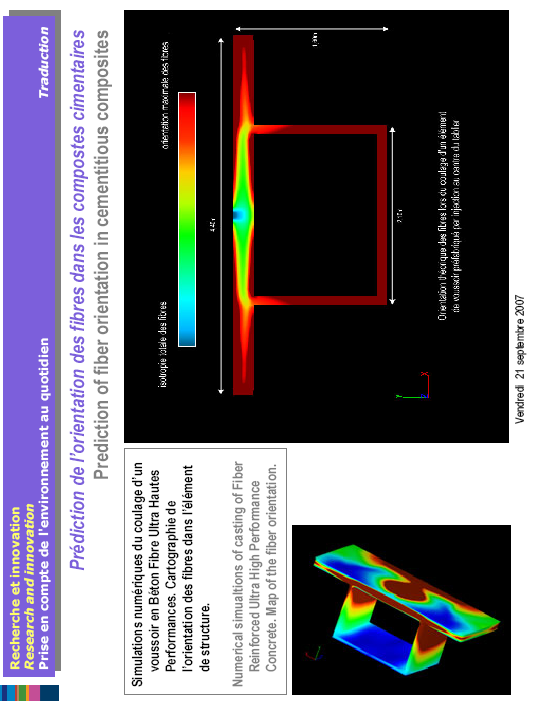 Recherche et innovation
Research and innovation
Prise en compte de l'environnement au quotidien
Traduction
Prédiction de l'orientation des fibres dans les composites cimentaires
Prediction of fiber orientation in cementitious composites
Simulations numériques du coulage d'un
voussoir en Béton Fibre Ultra Hautes
Performances. Cartographie de
l'orientation des fibres dans l'élément
de structure.
Numerical simualtions of casting of Fiber
Reinforced Ultra High Performance
Concrete. Map of the fiber orientation.
isotropie totale des fibres
orientation maximale des fibres
4.40m
2.10m
Orientation théorique des fibres lors du coulage d'un élément
de voussoir préfabriqué par injection au centre du tablier
Y
X
Vendredi 21 septembre 2007